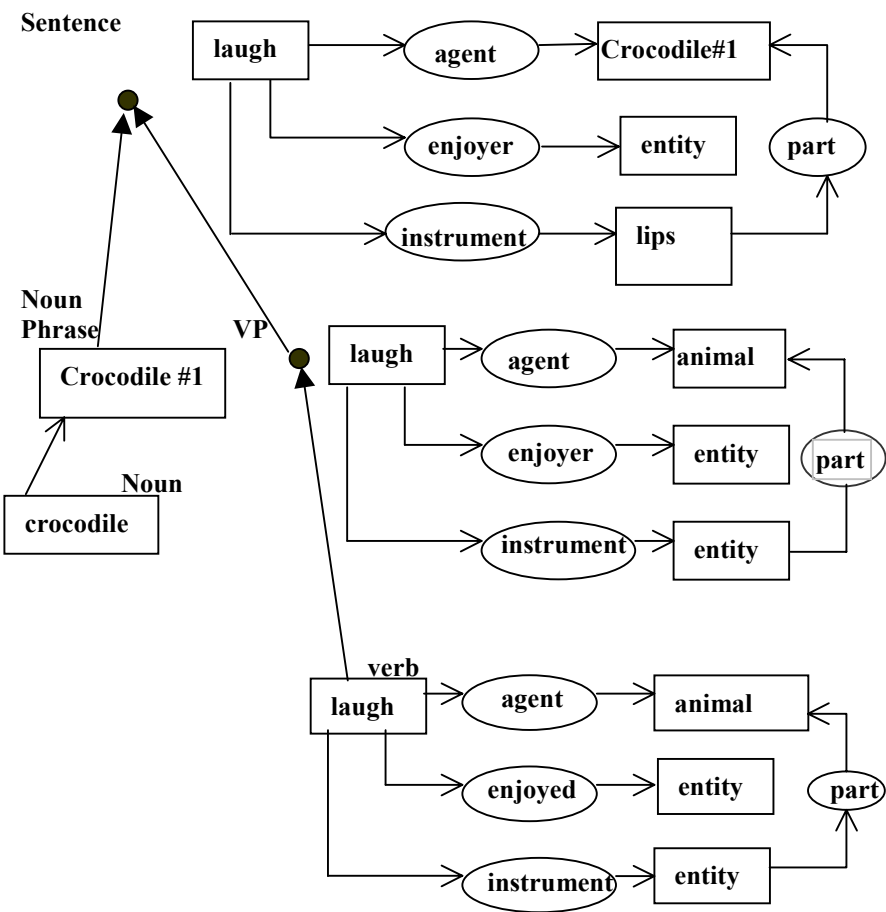 Sentence
laugh
agent
Crocodile#1
enjoyer
entity
part
instrument
lips
Noun
Phrase
VP
Crocodile #1
laugh
agent
animal
enjoyer
entity
part
Noun
crocodile
instrument
entity
verb
laugh
agent
animal
enjoyed
entity
part
instrument
entity